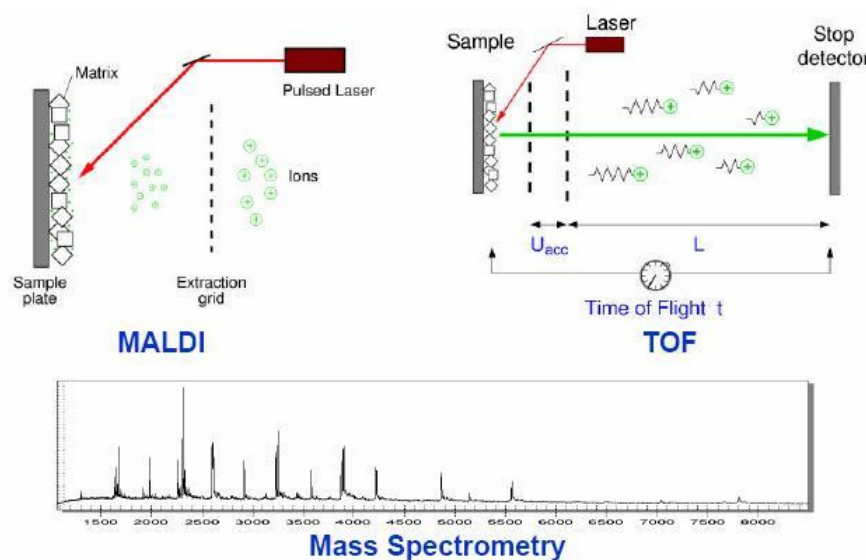 Matrix
Pulsed Laser
Ions
Sample
plate
Extraction
grid
MALDI
Sample
Laser
Stop
detector
Uacc
L
Time of Flight t
TOF
1500 2000 2500 3000 3500 4000 4500 5000 5500 6000 6500 7000 7500 8000
Mass Spectrometry